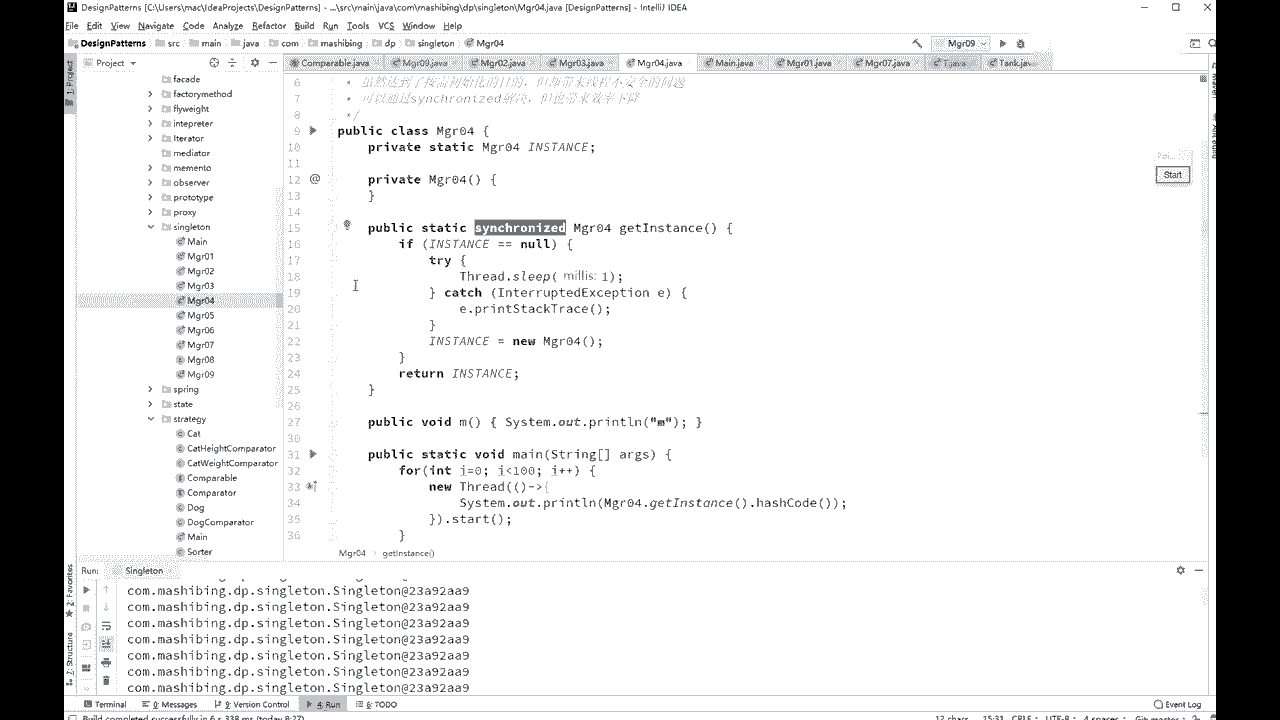 DesignPatterns [C:\Users\mac\IdeaProjects\DesignPatterns] - ...\src\main\java\com\mashibing\dp\singleton\Mgr04.java [DesignPatterns] - IntelliJ IDEA
File Edit View Navigate Code Analyze Refactor Build Run Tools VCS Window Help
DesignPatterns src main java com mashibing dp singleton Mgr04
Mgr09
Project
Comparable.java Mgr09.java Mgr02.java Mgr03.java Mgr04.java Main.java Mgr01.java Mgr07.java T.java Tank.java
1: Project
facade
factorymethod
flyweight
intepreter
Iterator
mediator
memento
observer
prototype
proxy
singleton
Main
Mgr01
Mgr02
Mgr03
Mgr04
Mgr05
Mgr06
Mgr07
Mgr08
Mgr09
spring
state
strategy
Cat
CatHeightComparator
CatWeightComparator
Comparable
Comparator
Dog
DogComparator
Main
Sorter
6 * 虽然达到了按需初始化的目的，但却带来线程不安全的问题
7 * 可以通过synchronized解决，但也带来效率下降
8 */
9 public class Mgr04 {
10 private static Mgr04 INSTANCE;
11
12 @ private Mgr04() {
13 }
14
15 public static synchronized Mgr04 getInstance() {
16 if (INSTANCE == null) {
17 try {
18 Thread.sleep( millis: 1);
19 } catch (InterruptedException e) {
20 e.printStackTrace();
21 }
22 INSTANCE = new Mgr04();
23 }
24 return INSTANCE;
25 }
26
27 public void m() { System.out.println("m"); }
30
31 public static void main(String[] args) {
32 for(int i=0; i<100; i++) {
33 new Thread(()->{
34 System.out.println(Mgr04.getInstance().hashCode());
35 }).start();
36 }
Start
Mgr04 getInstance()
Run: Singleton
com.mashibing.dp.singleton.Singleton@23a92aa9
com.mashibing.dp.singleton.Singleton@23a92aa9
com.mashibing.dp.singleton.Singleton@23a92aa9
com.mashibing.dp.singleton.Singleton@23a92aa9
com.mashibing.dp.singleton.Singleton@23a92aa9
com.mashibing.dp.singleton.Singleton@23a92aa9
com.mashibing.dp.singleton.Singleton@23a92aa9
2: Favorites
7: Structure
Terminal 0: Messages 9: Version Control 4: Run 6: TODO Event Log
Build completed successfully in 6 s 338 ms (today 8:27) 12 chars 15:31 CRLF UTF-8 4 spaces Git: master